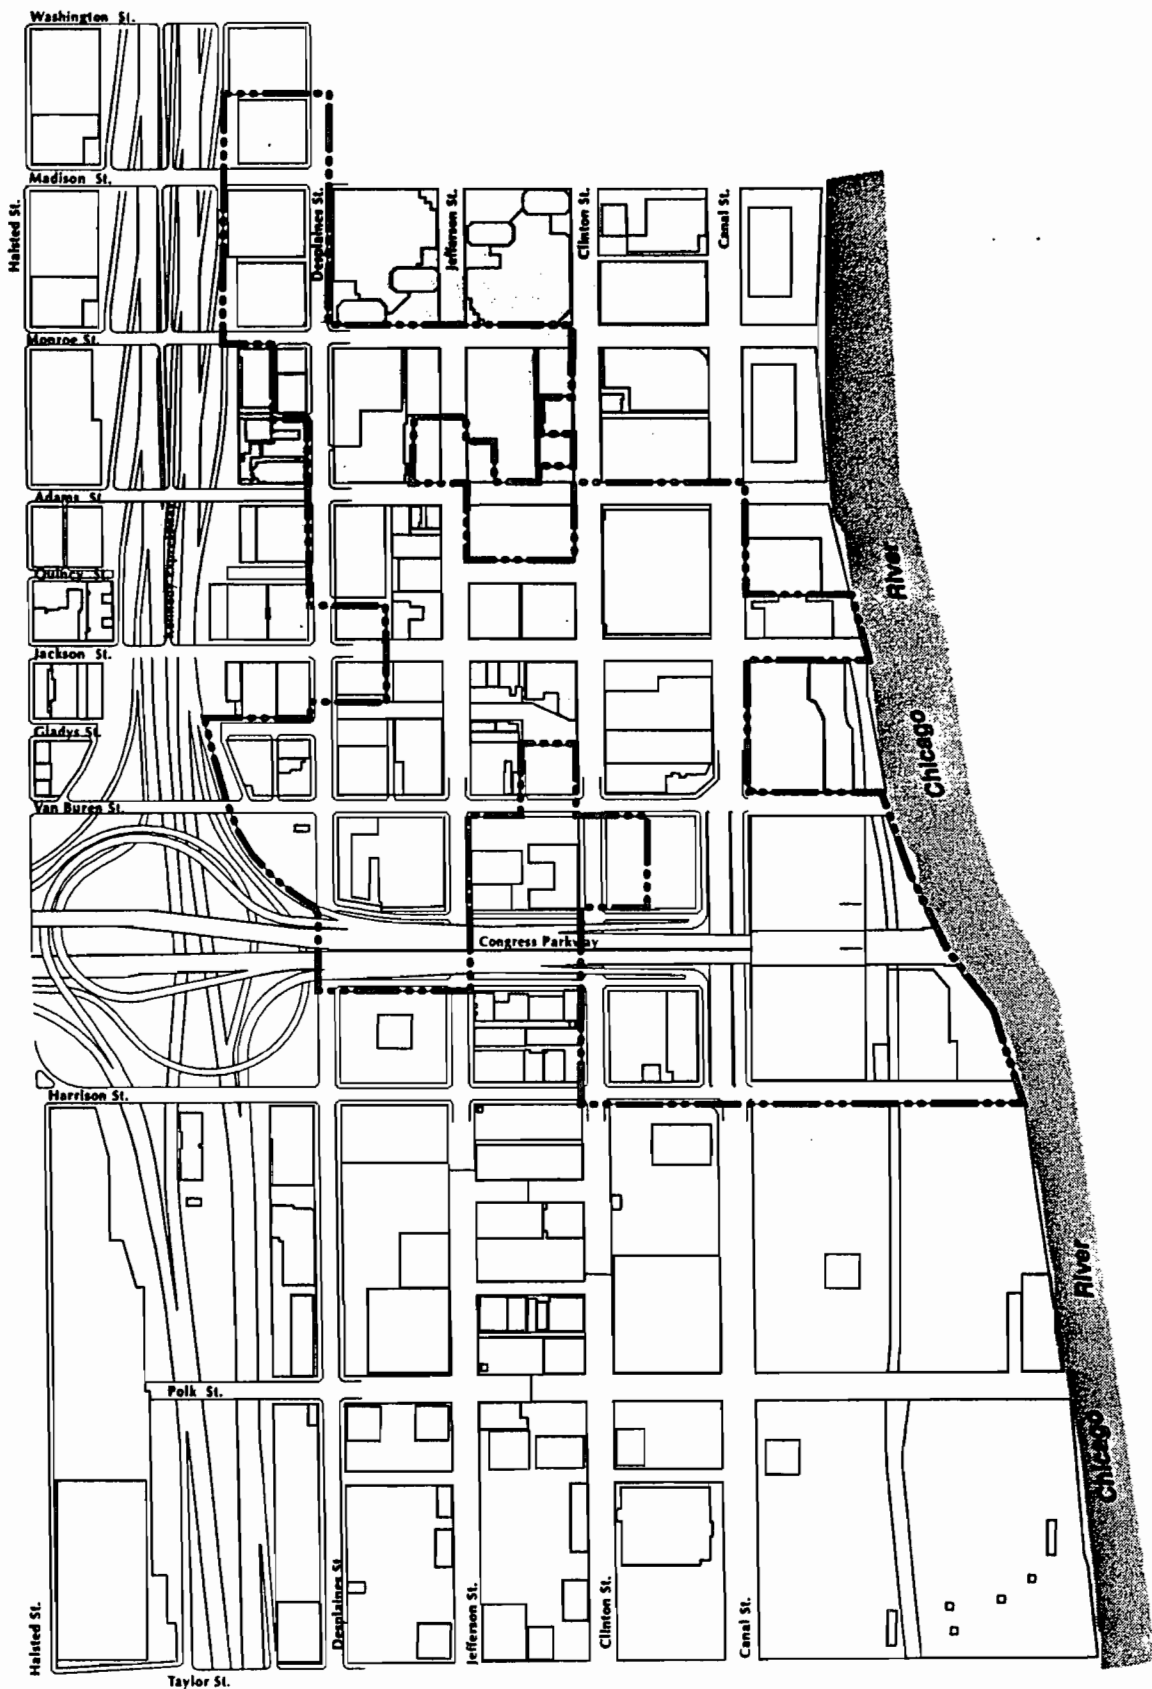 Washington St.
Madison St.
Halsted St.
Desplaines St.
Jefferson St.
Clinton St.
Canal St.
Monroe St.
Adams St.
Kennedy Expressway
Quincy St.
River
Jackson St.
Chicago
Gladys St.
Van Buren St.
Congress Parkway
Harrison St.
River
Polk St.
Chicago
Halsted St.
Desplaines St
Jefferson St.
Clinton St.
Canal St.
Taylor St.